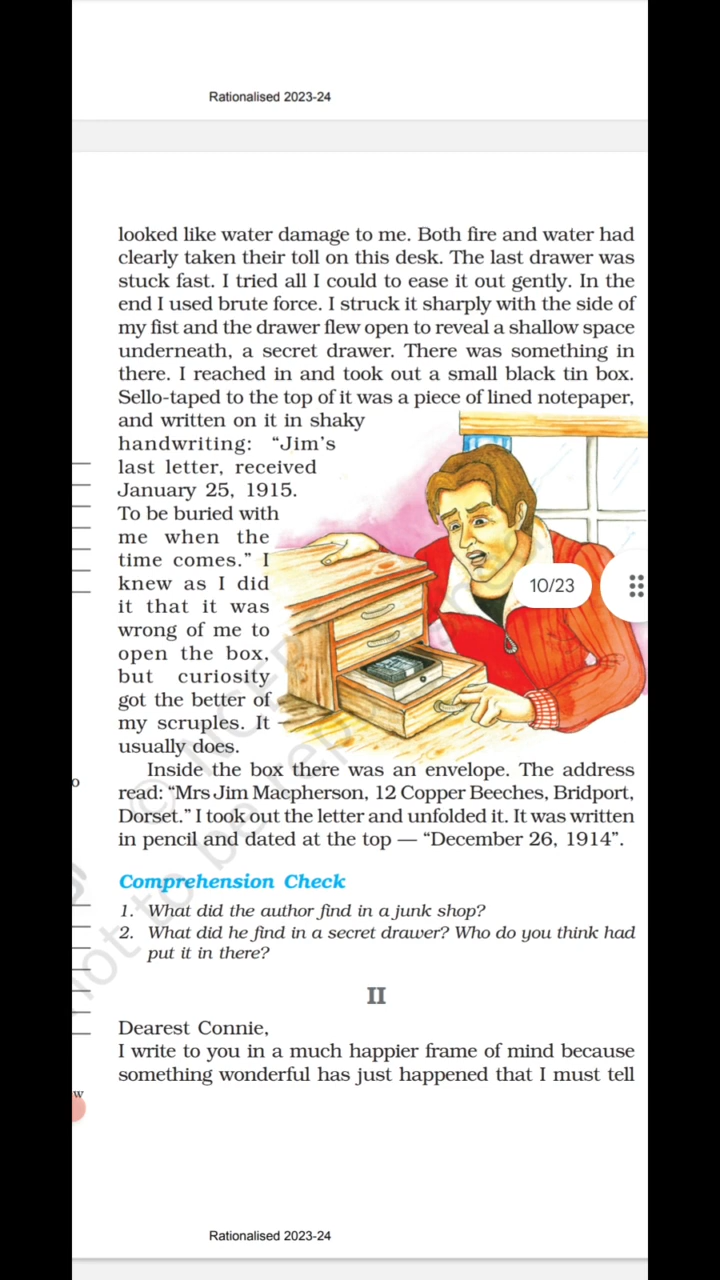 Rationalised 2023-24
looked like water damage to me. Both fire and water had
clearly taken their toll on this desk. The last drawer was
stuck fast. I tried all I could to ease it out gently. In the
end I used brute force. I struck it sharply with the side of
my fist and the drawer flew open to reveal a shallow space
underneath, a secret drawer. There was something in
there. I reached in and took out a small black tin box.
Sello-taped to the top of it was a piece of lined notepaper,
and written on it in shaky
handwriting: “Jim’s
last letter, received
January 25, 1915.
To be buried with
me when the
time comes.” I
knew as I did
it that it was
wrong of me to
open the box,
but curiosity
got the better of
my scruples. It
usually does.
10/23
Inside the box there was an envelope. The address
read: “Mrs Jim Macpherson, 12 Copper Beeches, Bridport,
Dorset.” I took out the letter and unfolded it. It was written
in pencil and dated at the top — “December 26, 1914”.
Comprehension Check
1. What did the author find in a junk shop?
2. What did he find in a secret drawer? Who do you think had
put it in there?
II
Dearest Connie,
I write to you in a much happier frame of mind because
something wonderful has just happened that I must tell
o
w
Rationalised 2023-24